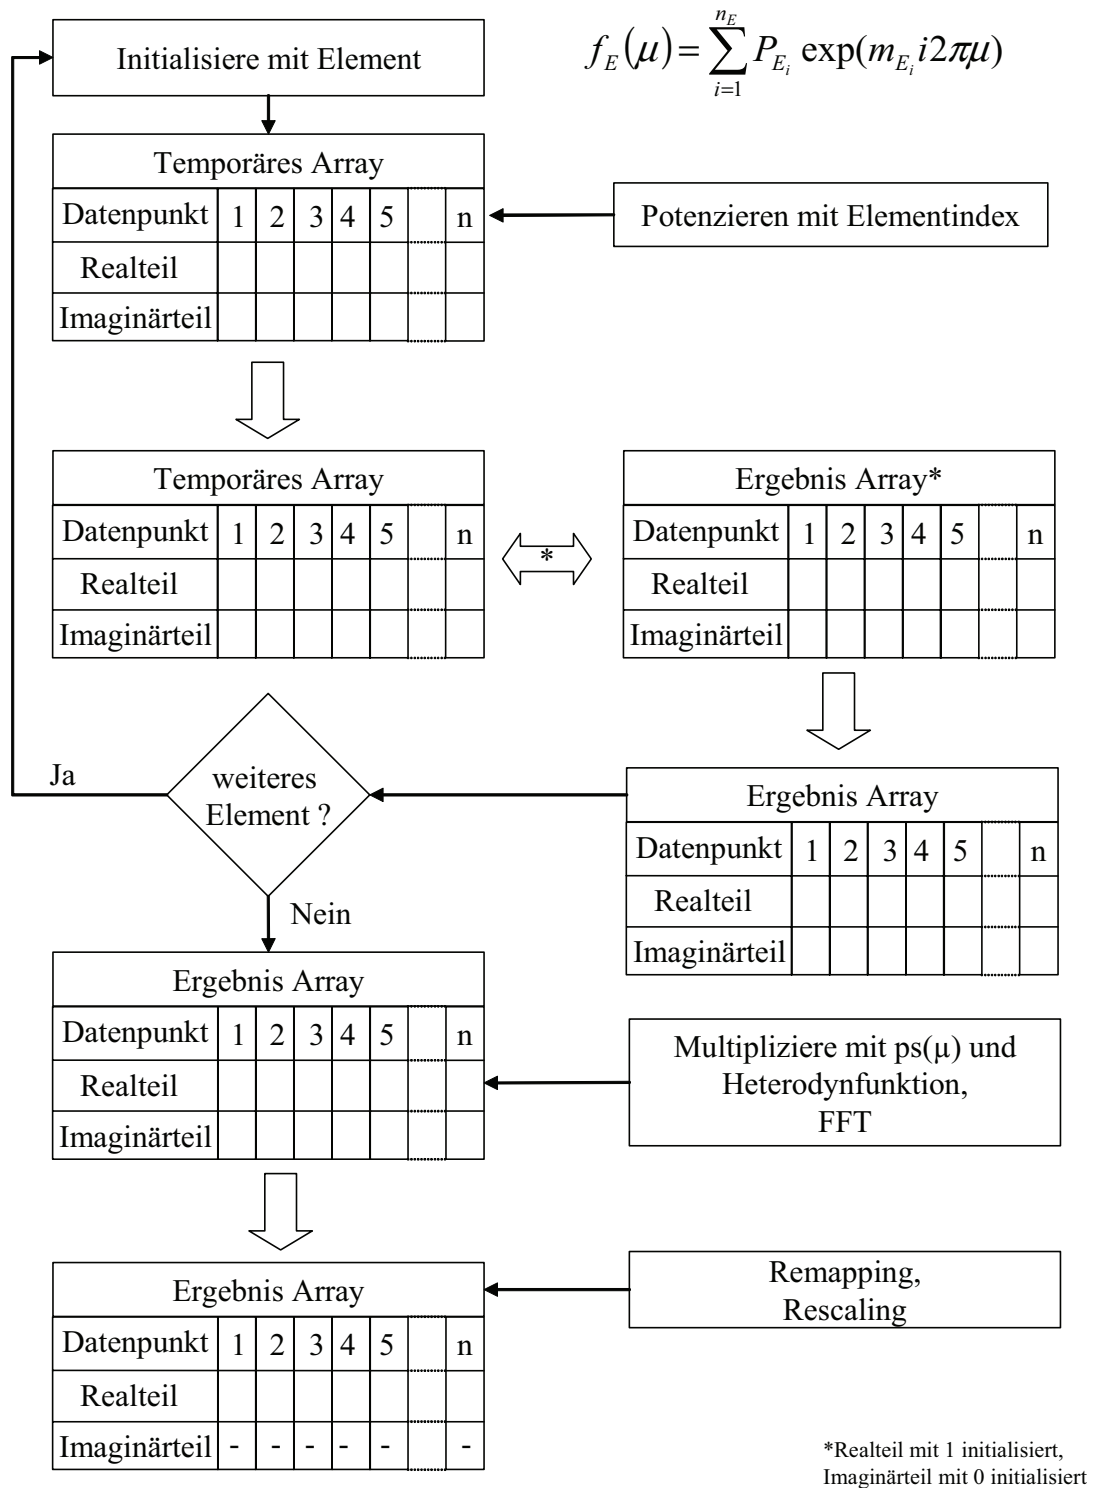 Initialisiere mit Element
f_E(μ) = \sum_{i=1}^{n_E} P_{E_i} exp(m_{E_i} i2πμ)
Temporäres Array
Datenpunkt 1 2 3 4 5 n
Realteil
Imaginärteil
Potenzieren mit Elementindex
Temporäres Array
Datenpunkt 1 2 3 4 5 n
Realteil
Imaginärteil
*
Ergebnis Array*
Datenpunkt 1 2 3 4 5 n
Realteil
Imaginärteil
Ergebnis Array
Datenpunkt 1 2 3 4 5 n
Realteil
Imaginärteil
weiteres
Element ?
Ja
Nein
Ergebnis Array
Datenpunkt 1 2 3 4 5 n
Realteil
Imaginärteil
Multipliziere mit ps(μ) und
Heterodynfunktion,
FFT
Ergebnis Array
Datenpunkt 1 2 3 4 5 n
Realteil
Imaginärteil - - - - - -
Remapping,
Rescaling
*Realteil mit 1 initialisiert,
Imaginärteil mit 0 initialisiert